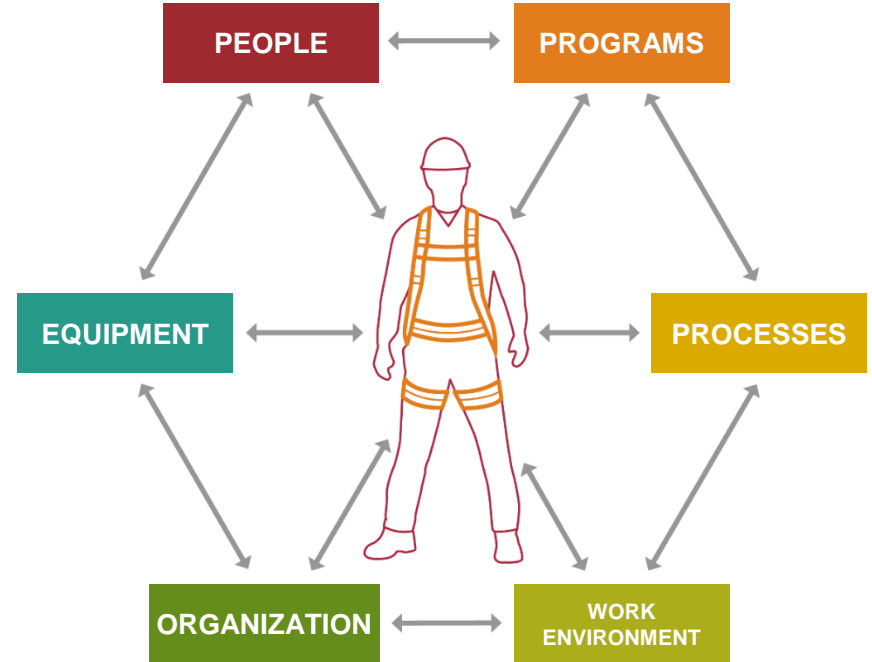 PEOPLE
PROGRAMS
EQUIPMENT
PROCESSES
ORGANIZATION
WORK
ENVIRONMENT